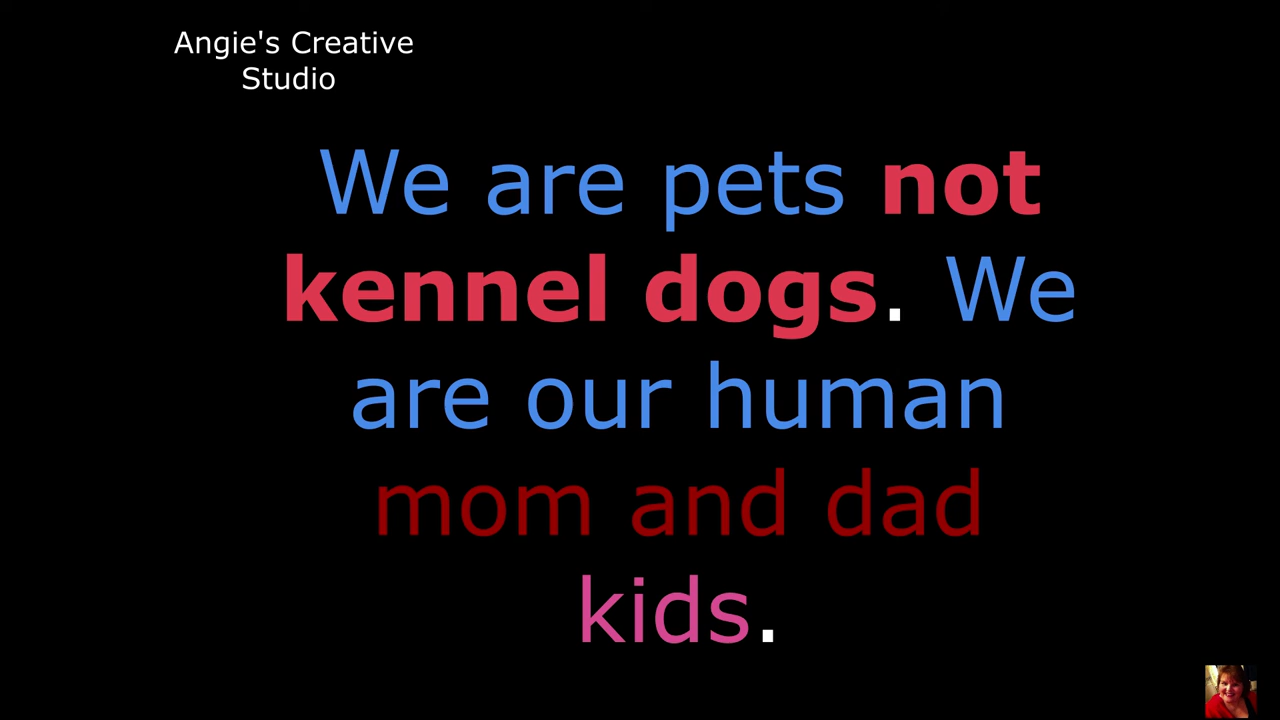 Angie's Creative
Studio
We are pets not
kennel dogs. We
are our human
mom and dad
kids.